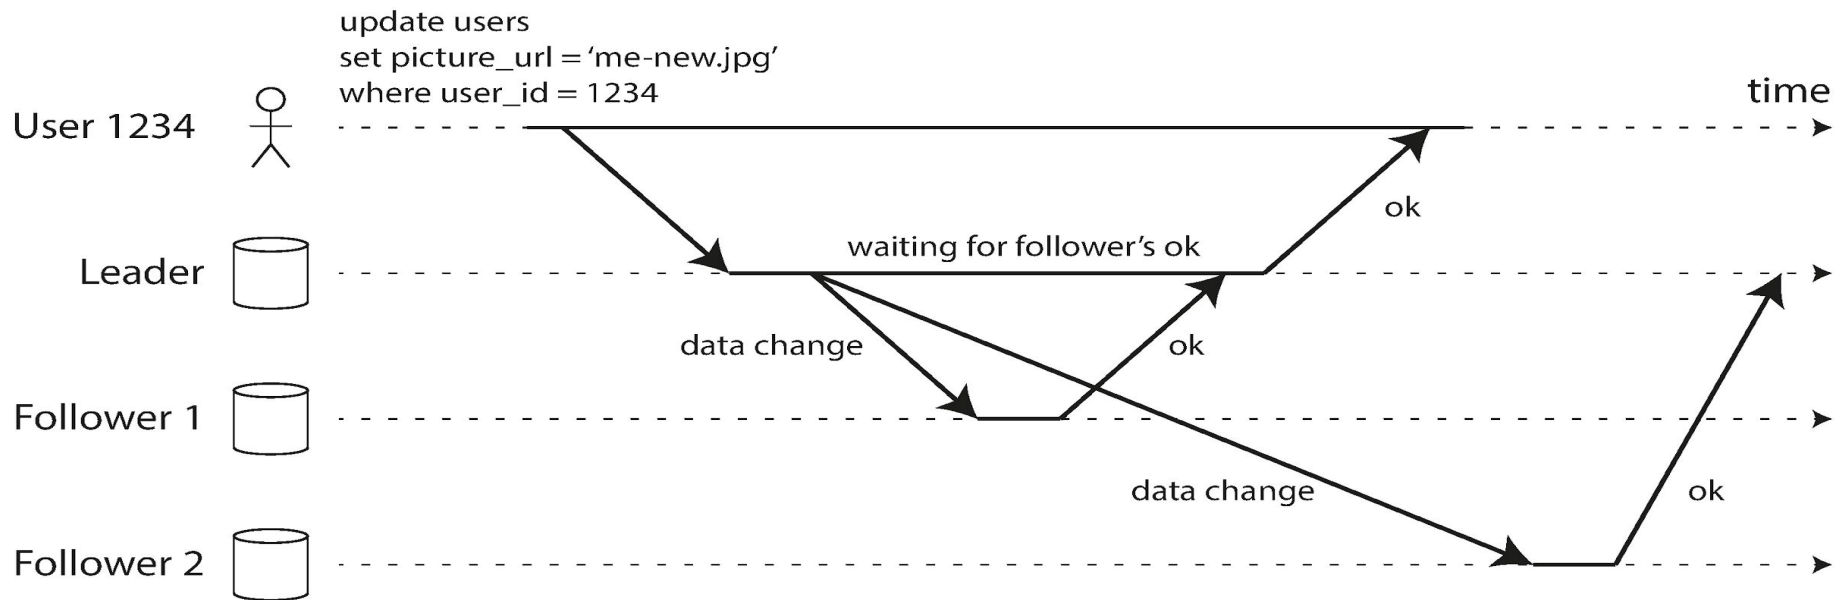 update users
set picture_url = ‘me-new.jpg’
where user_id = 1234
time
User 1234
ok
waiting for follower’s ok
Leader
data change
ok
Follower 1
data change
ok
Follower 2